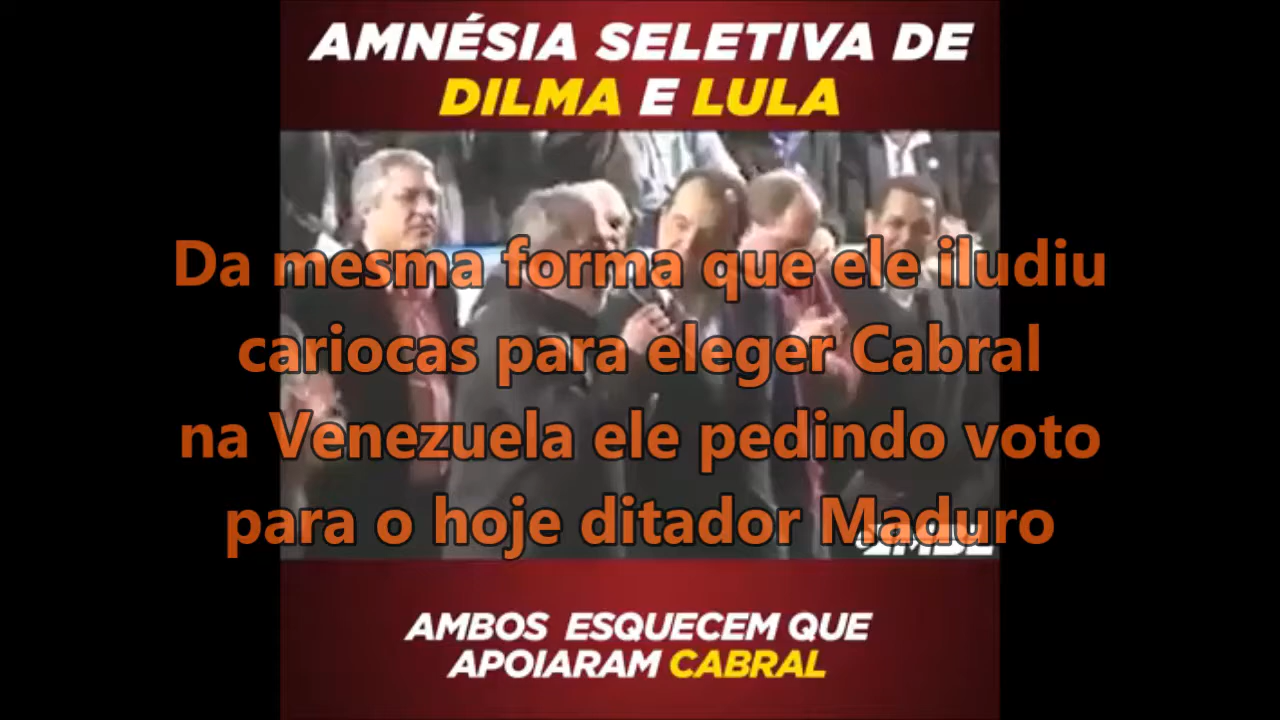 AMNÉSIA SELETIVA DE
DILMA E LULA
Da mesma forma que ele iludiu
cariocas para eleger Cabral
na Venezuela ele pedindo voto
para o hoje ditador Maduro
AMBOS ESQUECEM QUE
APOIARAM CABRAL